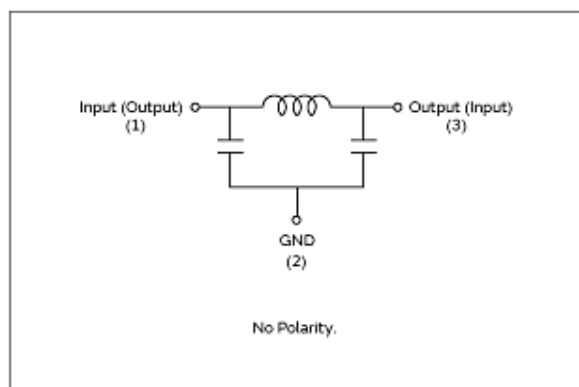 Input (Output)
(1)
Output (Input)
(3)
GND
(2)
No Polarity.